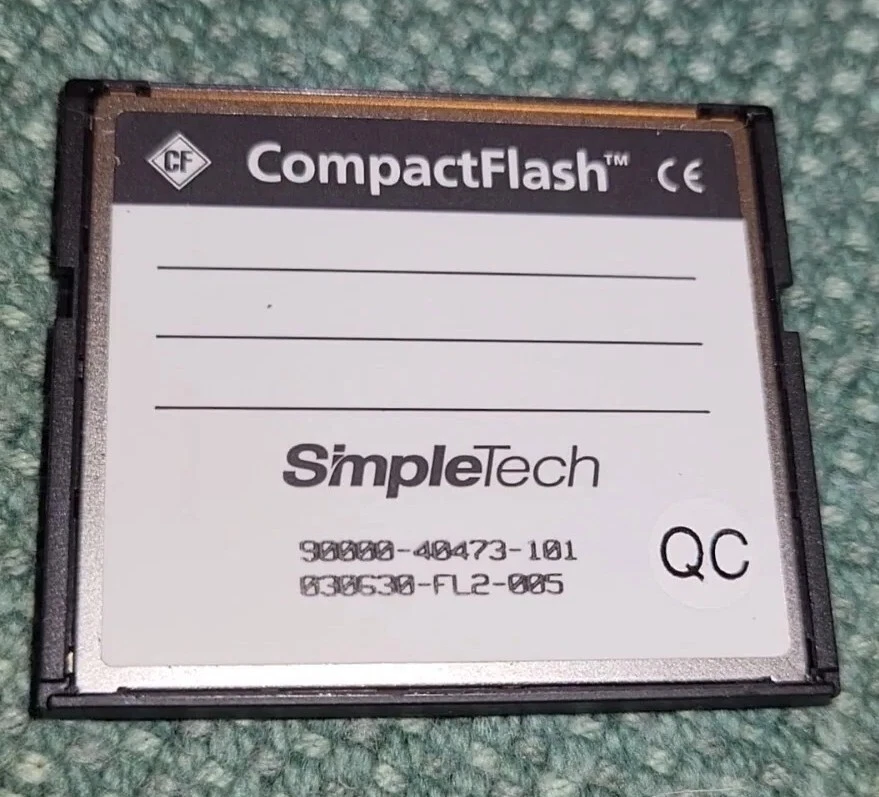 CF CompactFlash™ CE
SimpleTech
90000-40473-101
030630-FL2-005
QC